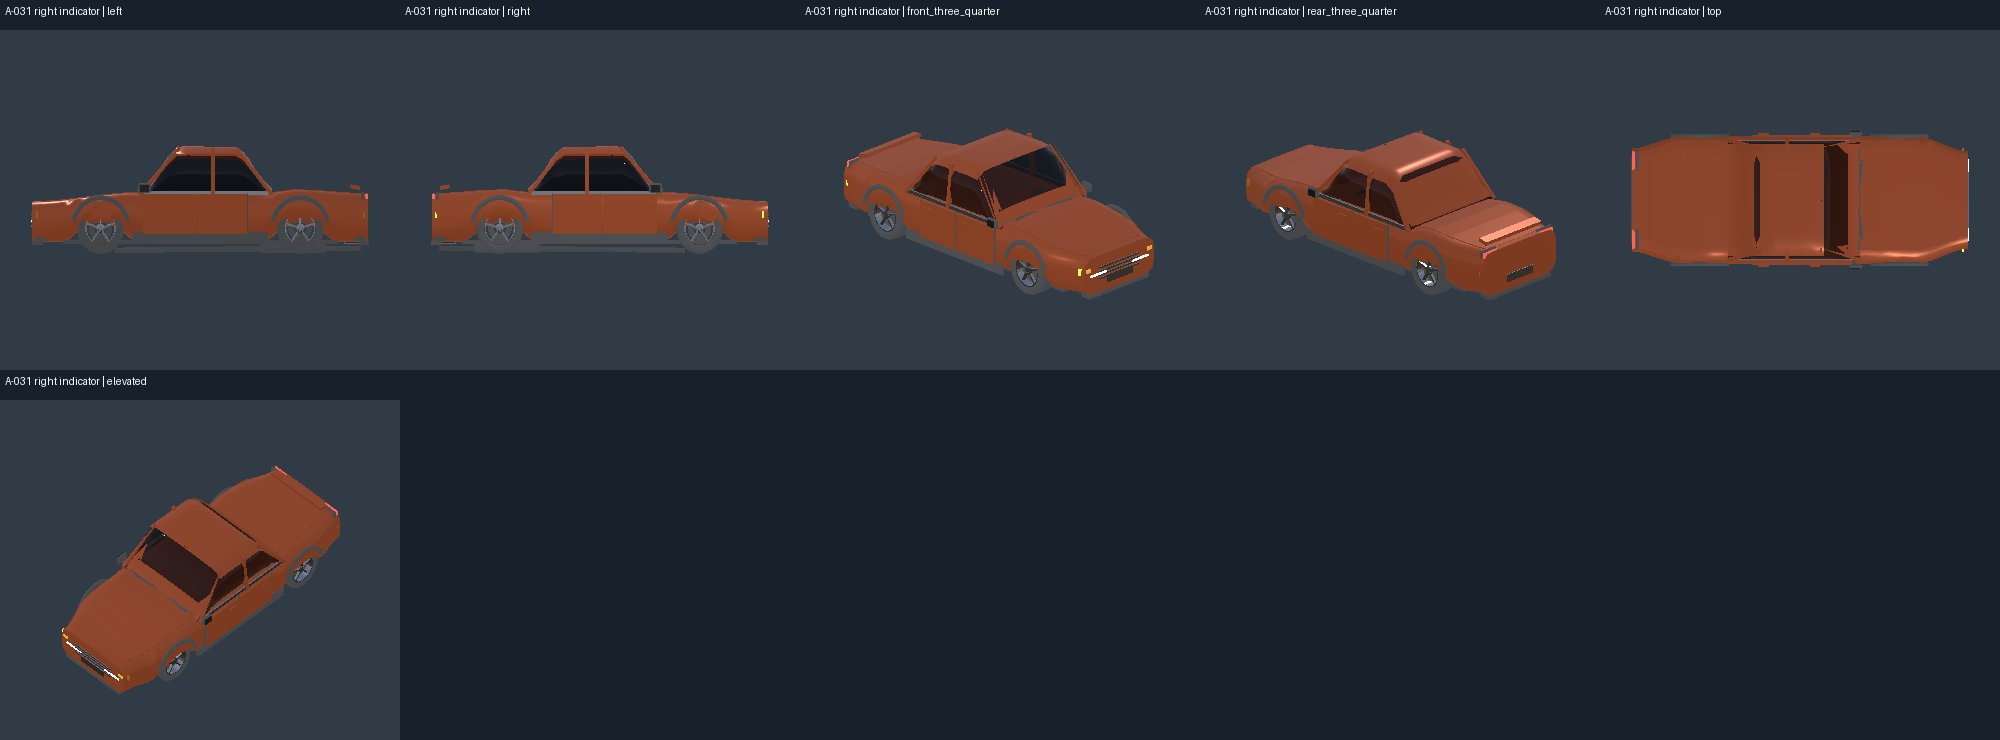 A-031 right indicator | left
A-031 right indicator | right
A-031 right indicator | front_three_quarter
A-031 right indicator | rear_three_quarter
A-031 right indicator | top
A-031 right indicator | elevated